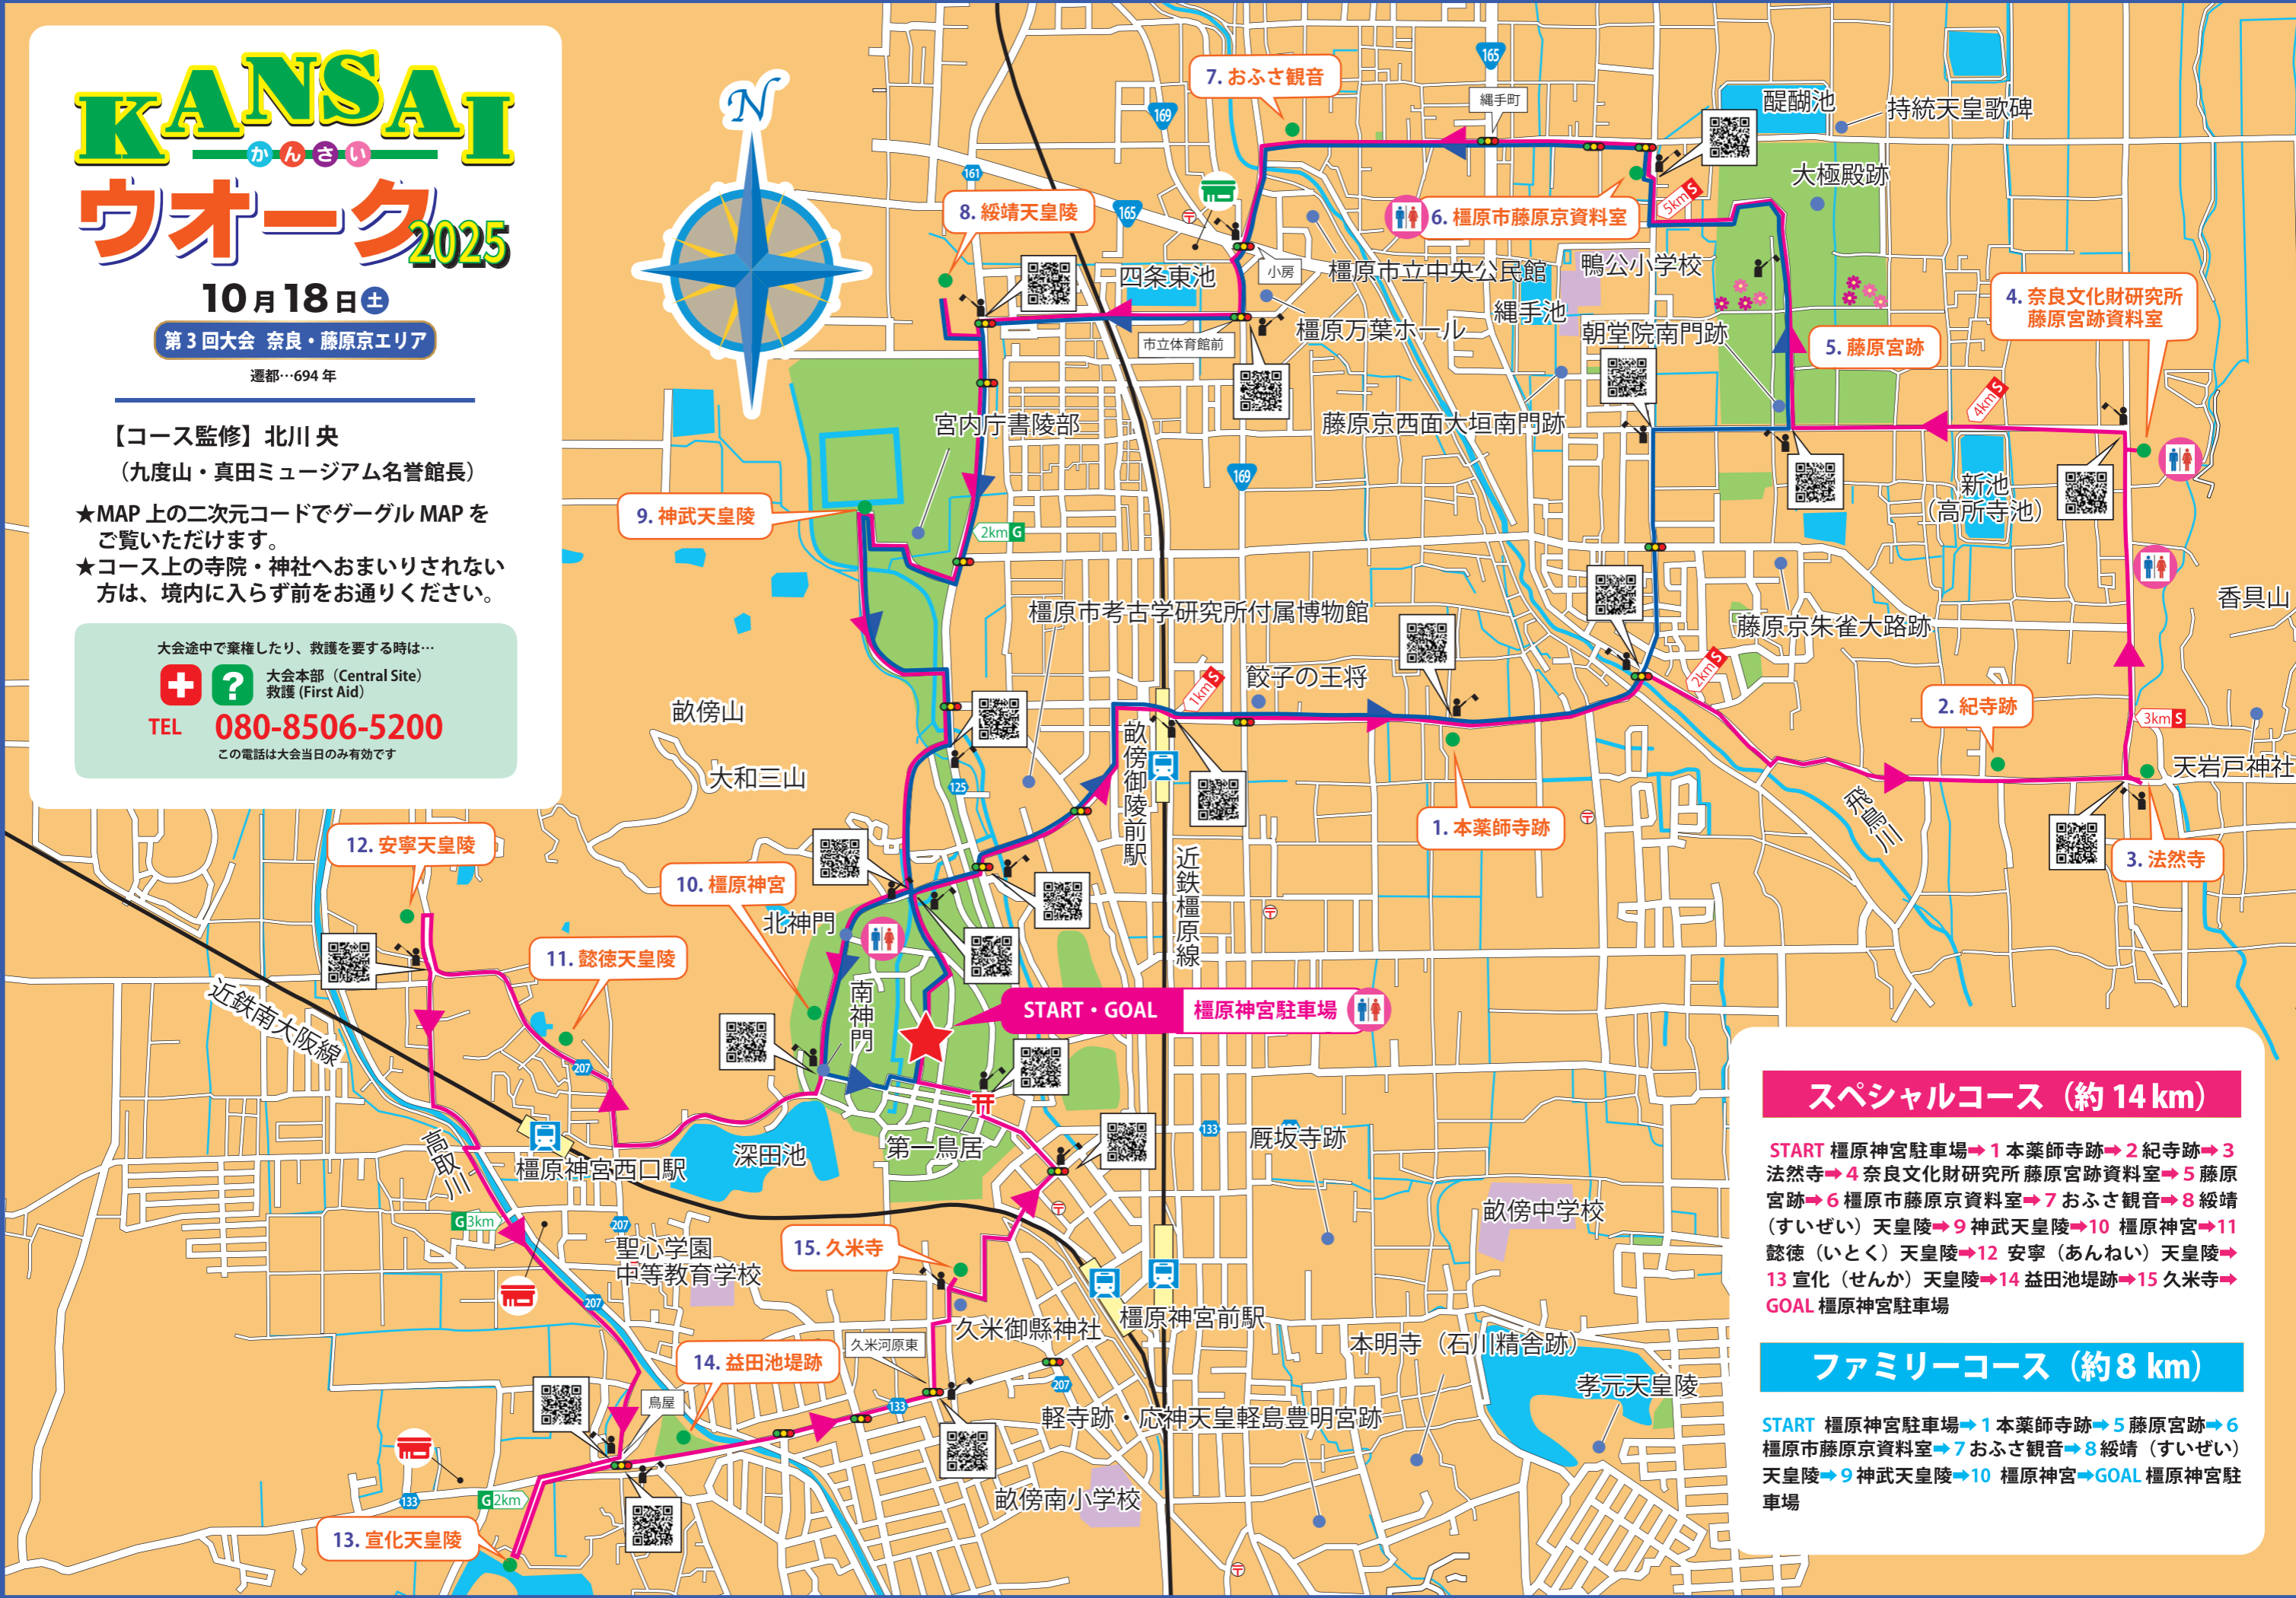 KANSAI
かんさい
ウオーク2025
10月18日土
第3回大会 奈良・藤原京エリア
遷都…694年
【コース監修】北川 央
（九度山・真田ミュージアム名誉館長）
★MAP 上の二次元コードでグーグル MAP を
ご覧いただけます。
★コース上の寺院・神社へおまいりされない
方は、境内に入らず前をお通りください。
大会途中で棄権したり、救護を要する時は…
大会本部（Central Site）
救護 (First Aid)
TEL 080-8506-5200
この電話は大会当日のみ有効です
N
7. おふさ観音
165
縄手町
169
醍醐池
持統天皇歌碑
161
大極殿跡
8. 綏靖天皇陵
165
5km S
6. 橿原市藤原京資料室
四条東池
小房
橿原市立中央公民館
鴨公小学校
4. 奈良文化財研究所
藤原宮跡資料室
縄手池
橿原万葉ホール
朝堂院南門跡
市立体育館前
5. 藤原宮跡
4km S
宮内庁書陵部
藤原京西面大垣南門跡
169
新池
（高所寺池）
9. 神武天皇陵
2km G
香具山
橿原市考古学研究所付属博物館
藤原京朱雀大路跡
1km S
餃子の王将
2km S
畝傍山
2. 紀寺跡
3km S
畝傍御陵前駅
天岩戸神社
大和三山
125
飛鳥川
1. 本薬師寺跡
12. 安寧天皇陵
近鉄橿原線
3. 法然寺
10. 橿原神宮
北神門
11. 懿徳天皇陵
近鉄南大阪線
南神門
START・GOAL 橿原神宮駐車場
207
高取川
橿原神宮西口駅
深田池
第一鳥居
133
厩坂寺跡
G 3km
207
聖心学園
中等教育学校
15. 久米寺
畝傍中学校
207
久米御縣神社
橿原神宮前駅
久米河原東
本明寺（石川精舎跡）
14. 益田池堤跡
207
孝元天皇陵
鳥屋
133
軽寺跡・応神天皇軽島豊明宮跡
133
G 2km
畝傍南小学校
13. 宣化天皇陵
スペシャルコース（約 14 km）
START 橿原神宮駐車場➡1 本薬師寺跡➡2 紀寺跡➡3
法然寺➡4 奈良文化財研究所 藤原宮跡資料室➡5 藤原
宮跡➡6 橿原市藤原京資料室➡7 おふさ観音➡8 綏靖
（すいぜい）天皇陵➡9 神武天皇陵➡10 橿原神宮➡11
懿徳（いとく）天皇陵➡12 安寧（あんねい）天皇陵➡
13 宣化（せんか）天皇陵➡14 益田池堤跡➡15 久米寺➡
GOAL 橿原神宮駐車場
ファミリーコース（約 8 km）
START 橿原神宮駐車場➡1 本薬師寺跡➡5 藤原宮跡➡6
橿原市藤原京資料室➡7 おふさ観音➡8 綏靖（すいぜい）
天皇陵➡9 神武天皇陵➡10 橿原神宮➡GOAL 橿原神宮駐
車場